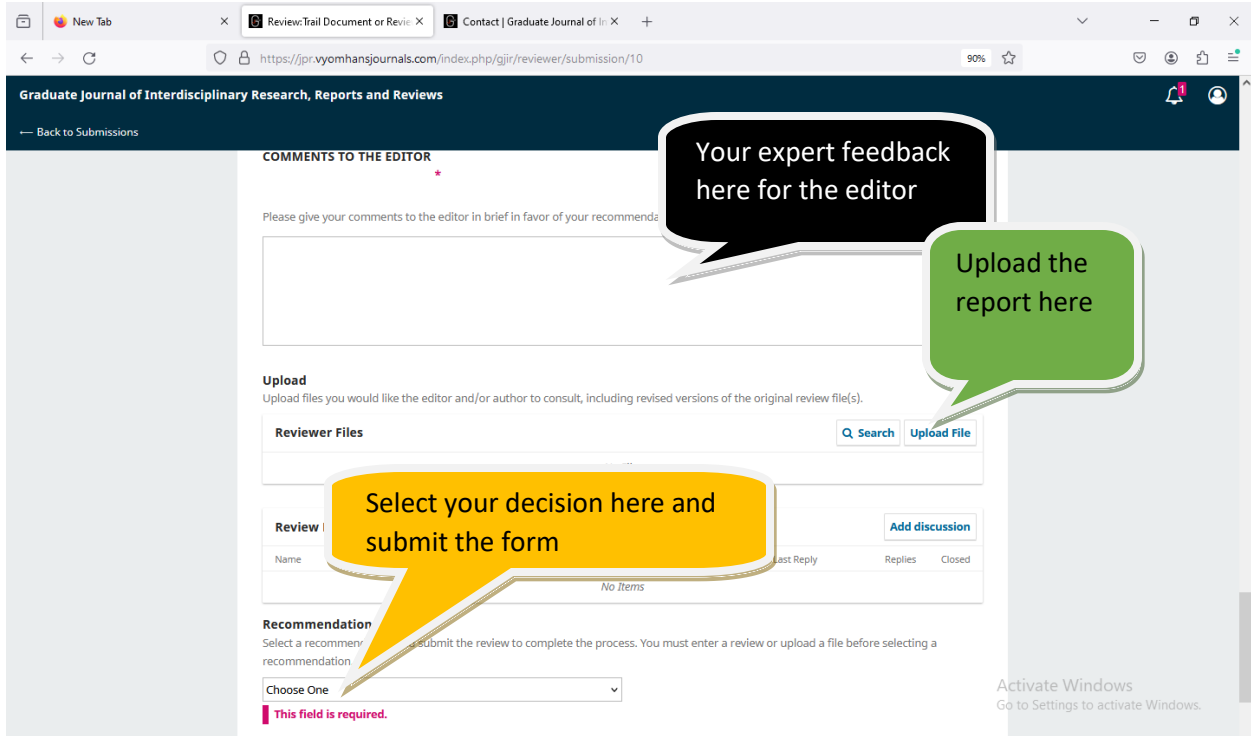 New Tab
Review:Trail Document or Revie
Contact | Graduate Journal of In
https://jpr.vyomhansjournals.com/index.php/gjir/reviewer/submission/10
90%
Graduate Journal of Interdisciplinary Research, Reports and Reviews
1
← Back to Submissions
COMMENTS TO THE EDITOR
*
Your expert feedback
here for the editor
Please give your comments to the editor in brief in favor of your
Upload the
report here
Upload
Upload files you would like the editor and/or author to consult, including revised versions of the original review file(s).
Reviewer Files
Search
Upload File
Select your decision here and
submit the form
Review
Add discussion
Name
Last Reply
Replies
Closed
No Items
Recommendation
Select a submit the review to complete the process. You must enter a review or upload a file before selecting a
recommendation
Choose One
This field is required.
Activate Windows
Go to Settings to activate Windows.